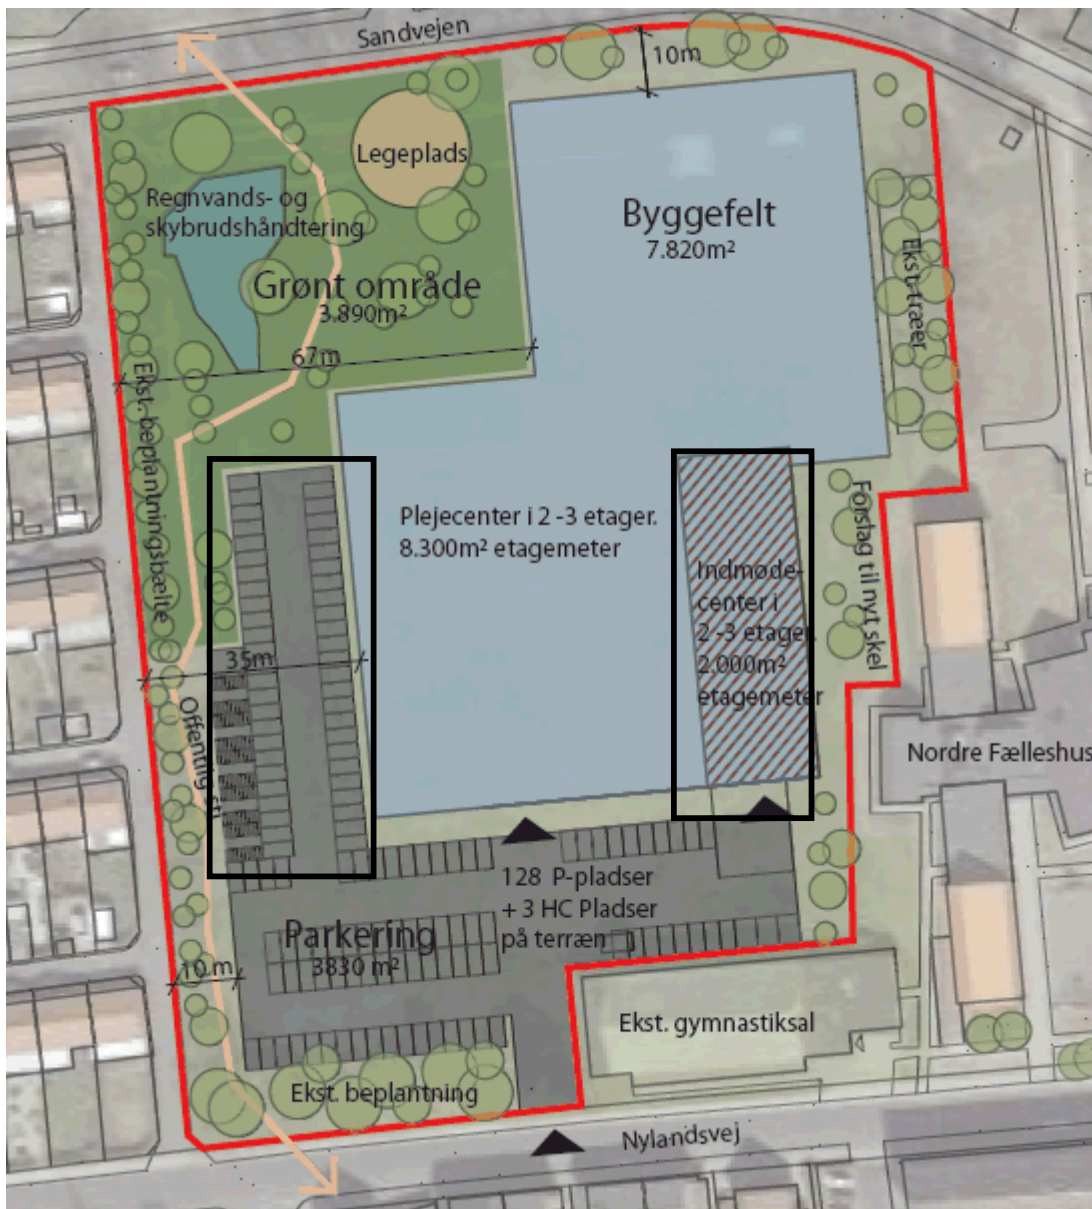 Sandvejen
10m
Legeplads
Regnvands- og
skybrudshåndtering
Byggefelt
7.820m²
Ekst. træer
Grønt område
3.890m²
67m
Ekst. beplantningsbælte
Plejecenter i 2 -3 etager.
8.300m² etagemeter
Forslag til nyt skel
Indmøde-
center i
2 -3 etager.
2.000m²
etagemeter
35m
Offentlig sti
Nordre Fælleshus
128 P-pladser
+ 3 HC Pladser
på terræn
Parkering
3830 m²
10 m
Ekst. gymnastiksal
Ekst. beplantning
Nylandsvej